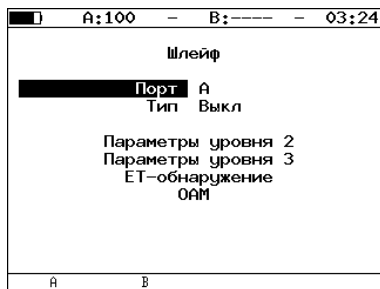 A:100 – B:---- – 03:24
Шлейф
Порт A
Тип Выкл
Параметры уровня 2
Параметры уровня 3
ET-обнаружение
OAM
A B